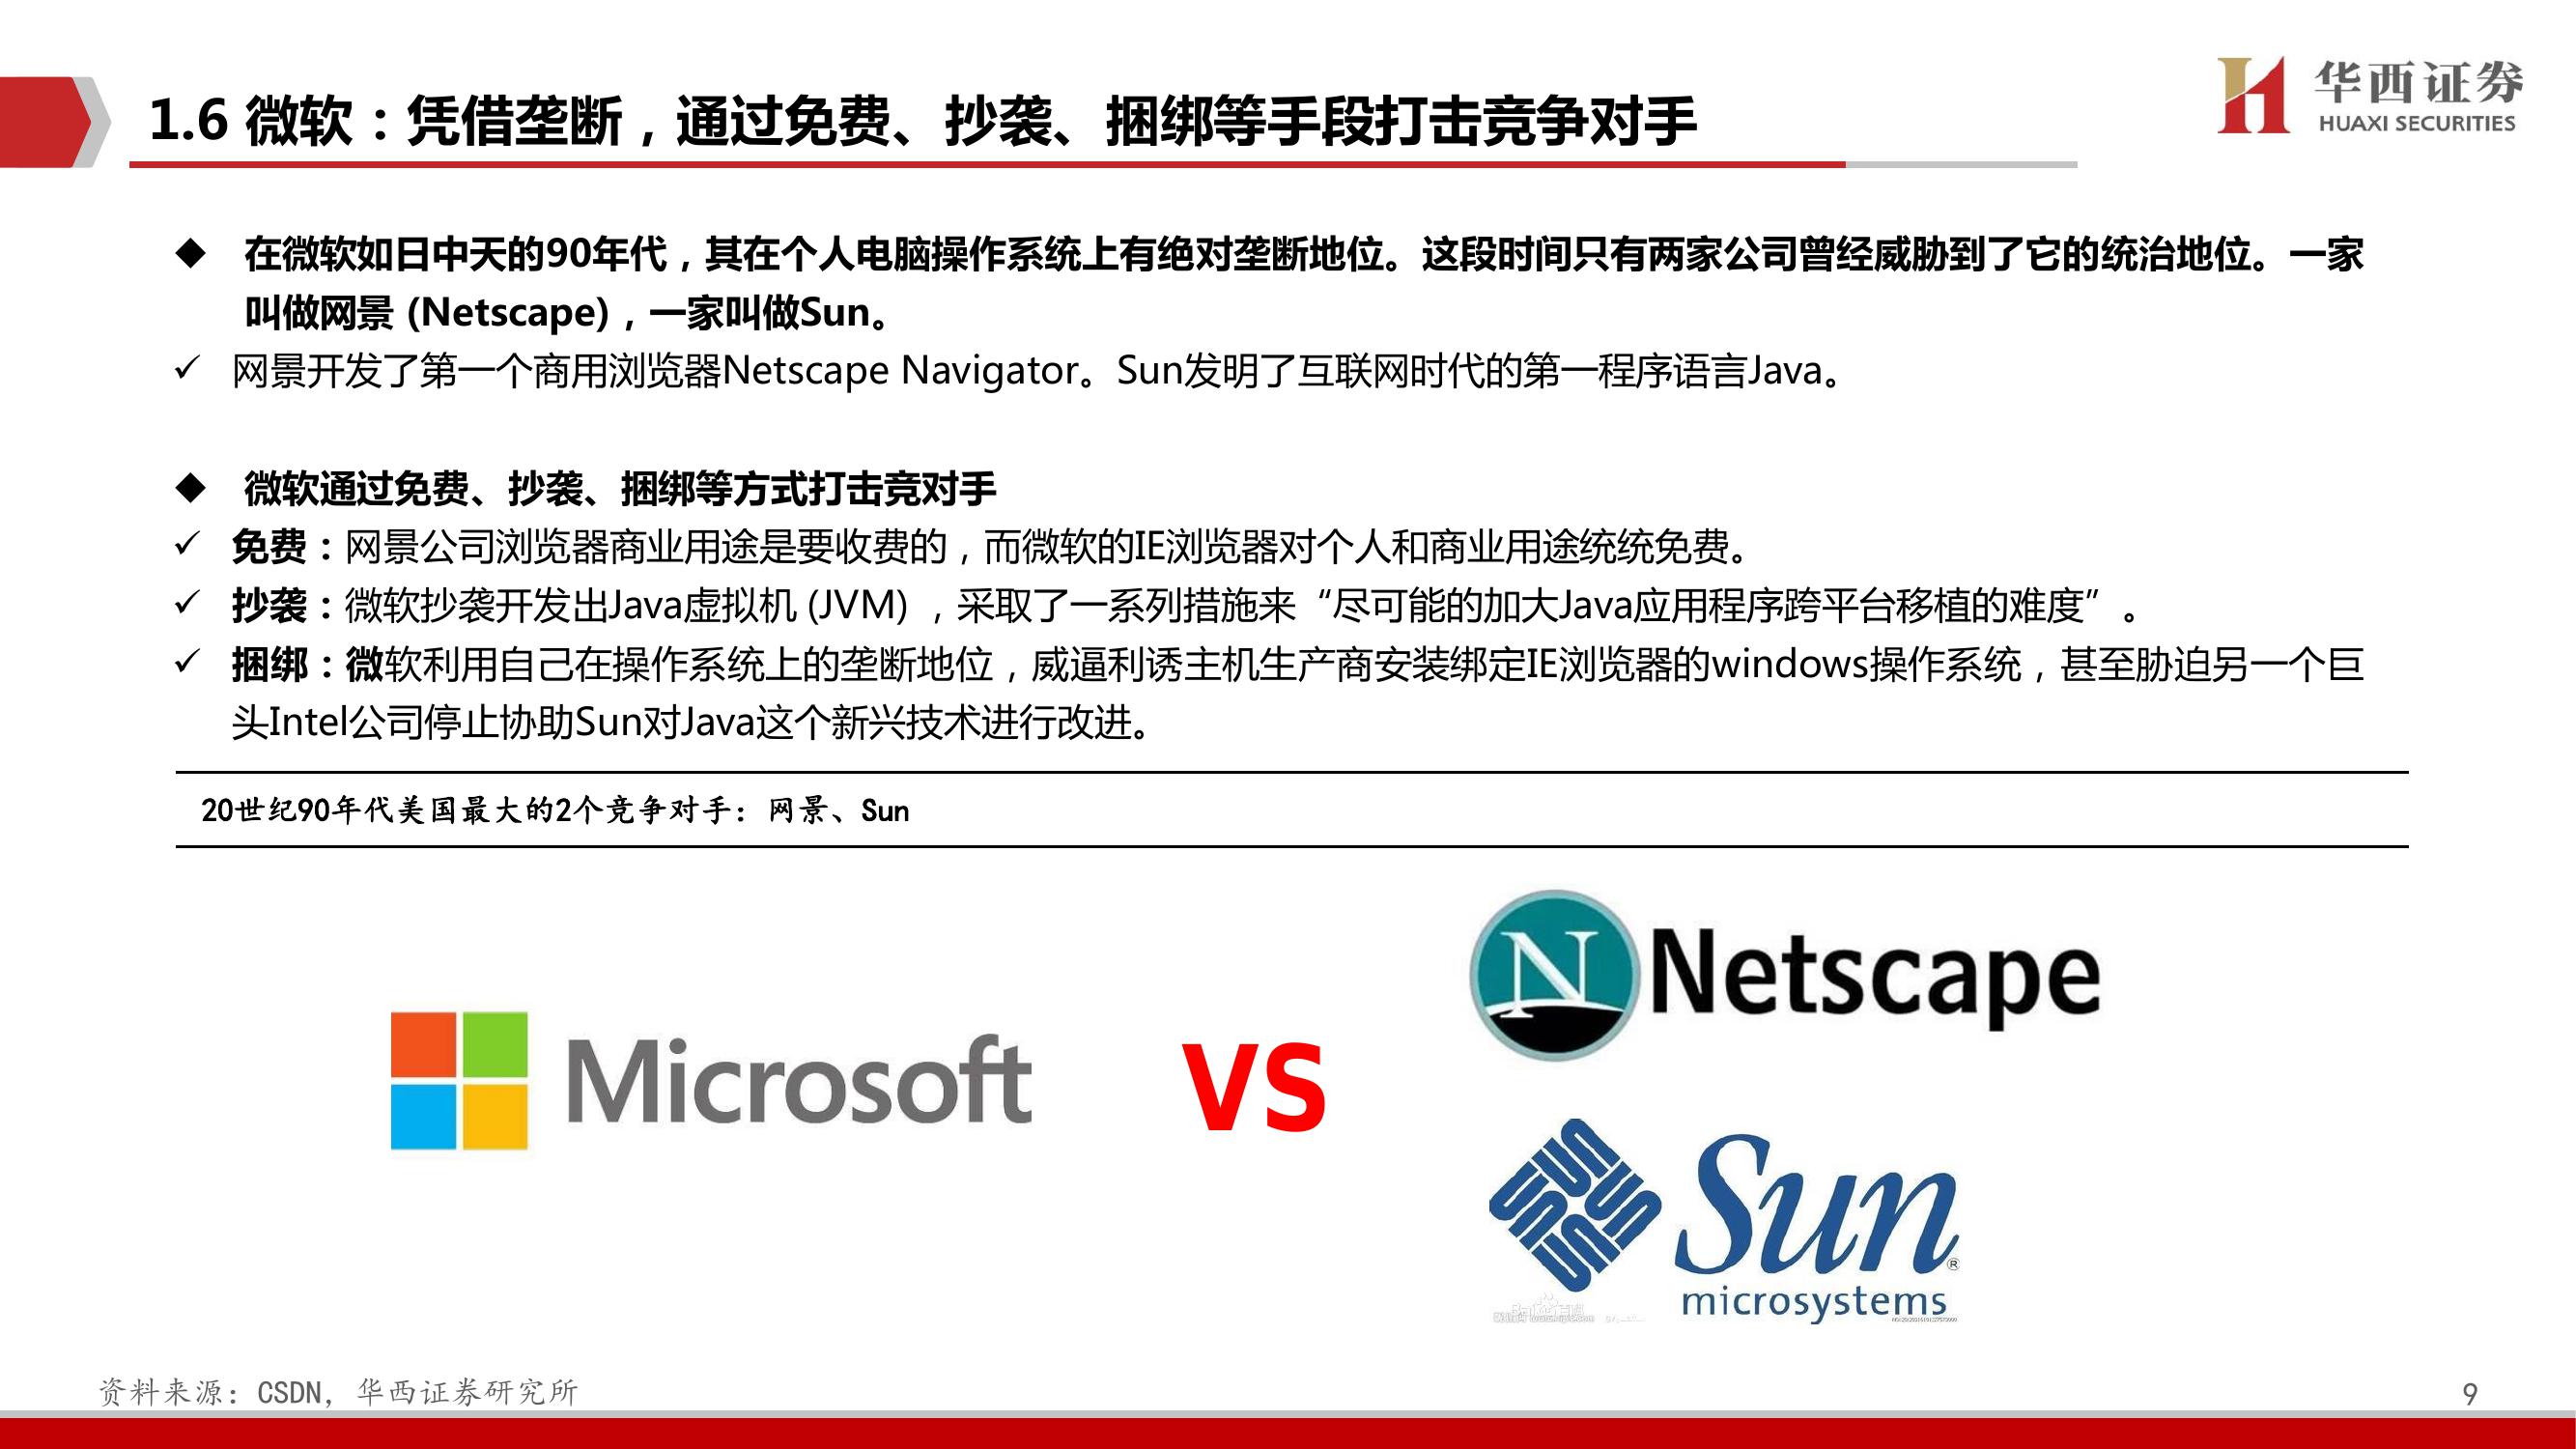 1.6 微软：凭借垄断，通过免费、抄袭、捆绑等手段打击竞争对手
华西证券
HUAXI SECURITIES
◆ 在微软如日中天的90年代，其在个人电脑操作系统上有绝对垄断地位。这段时间只有两家公司曾经威胁到了它的统治地位。一家
叫做网景 (Netscape)，一家叫做Sun。
✓ 网景开发了第一个商用浏览器Netscape Navigator。Sun发明了互联网时代的第一程序语言Java。
◆ 微软通过免费、抄袭、捆绑等方式打击竞对手
✓ 免费：网景公司浏览器商业用途是要收费的，而微软的IE浏览器对个人和商业用途统统免费。
✓ 抄袭：微软抄袭开发出Java虚拟机 (JVM) ，采取了一系列措施来“尽可能的加大Java应用程序跨平台移植的难度”。
✓ 捆绑：微软利用自己在操作系统上的垄断地位，威逼利诱主机生产商安装绑定IE浏览器的windows操作系统，甚至胁迫另一个巨
头Intel公司停止协助Sun对Java这个新兴技术进行改进。
20世纪90年代美国最大的2个竞争对手：网景、Sun
N Netscape
Microsoft
VS
Sun®
microsystems
Bai 百科
资料来源：CSDN，华西证券研究所
9